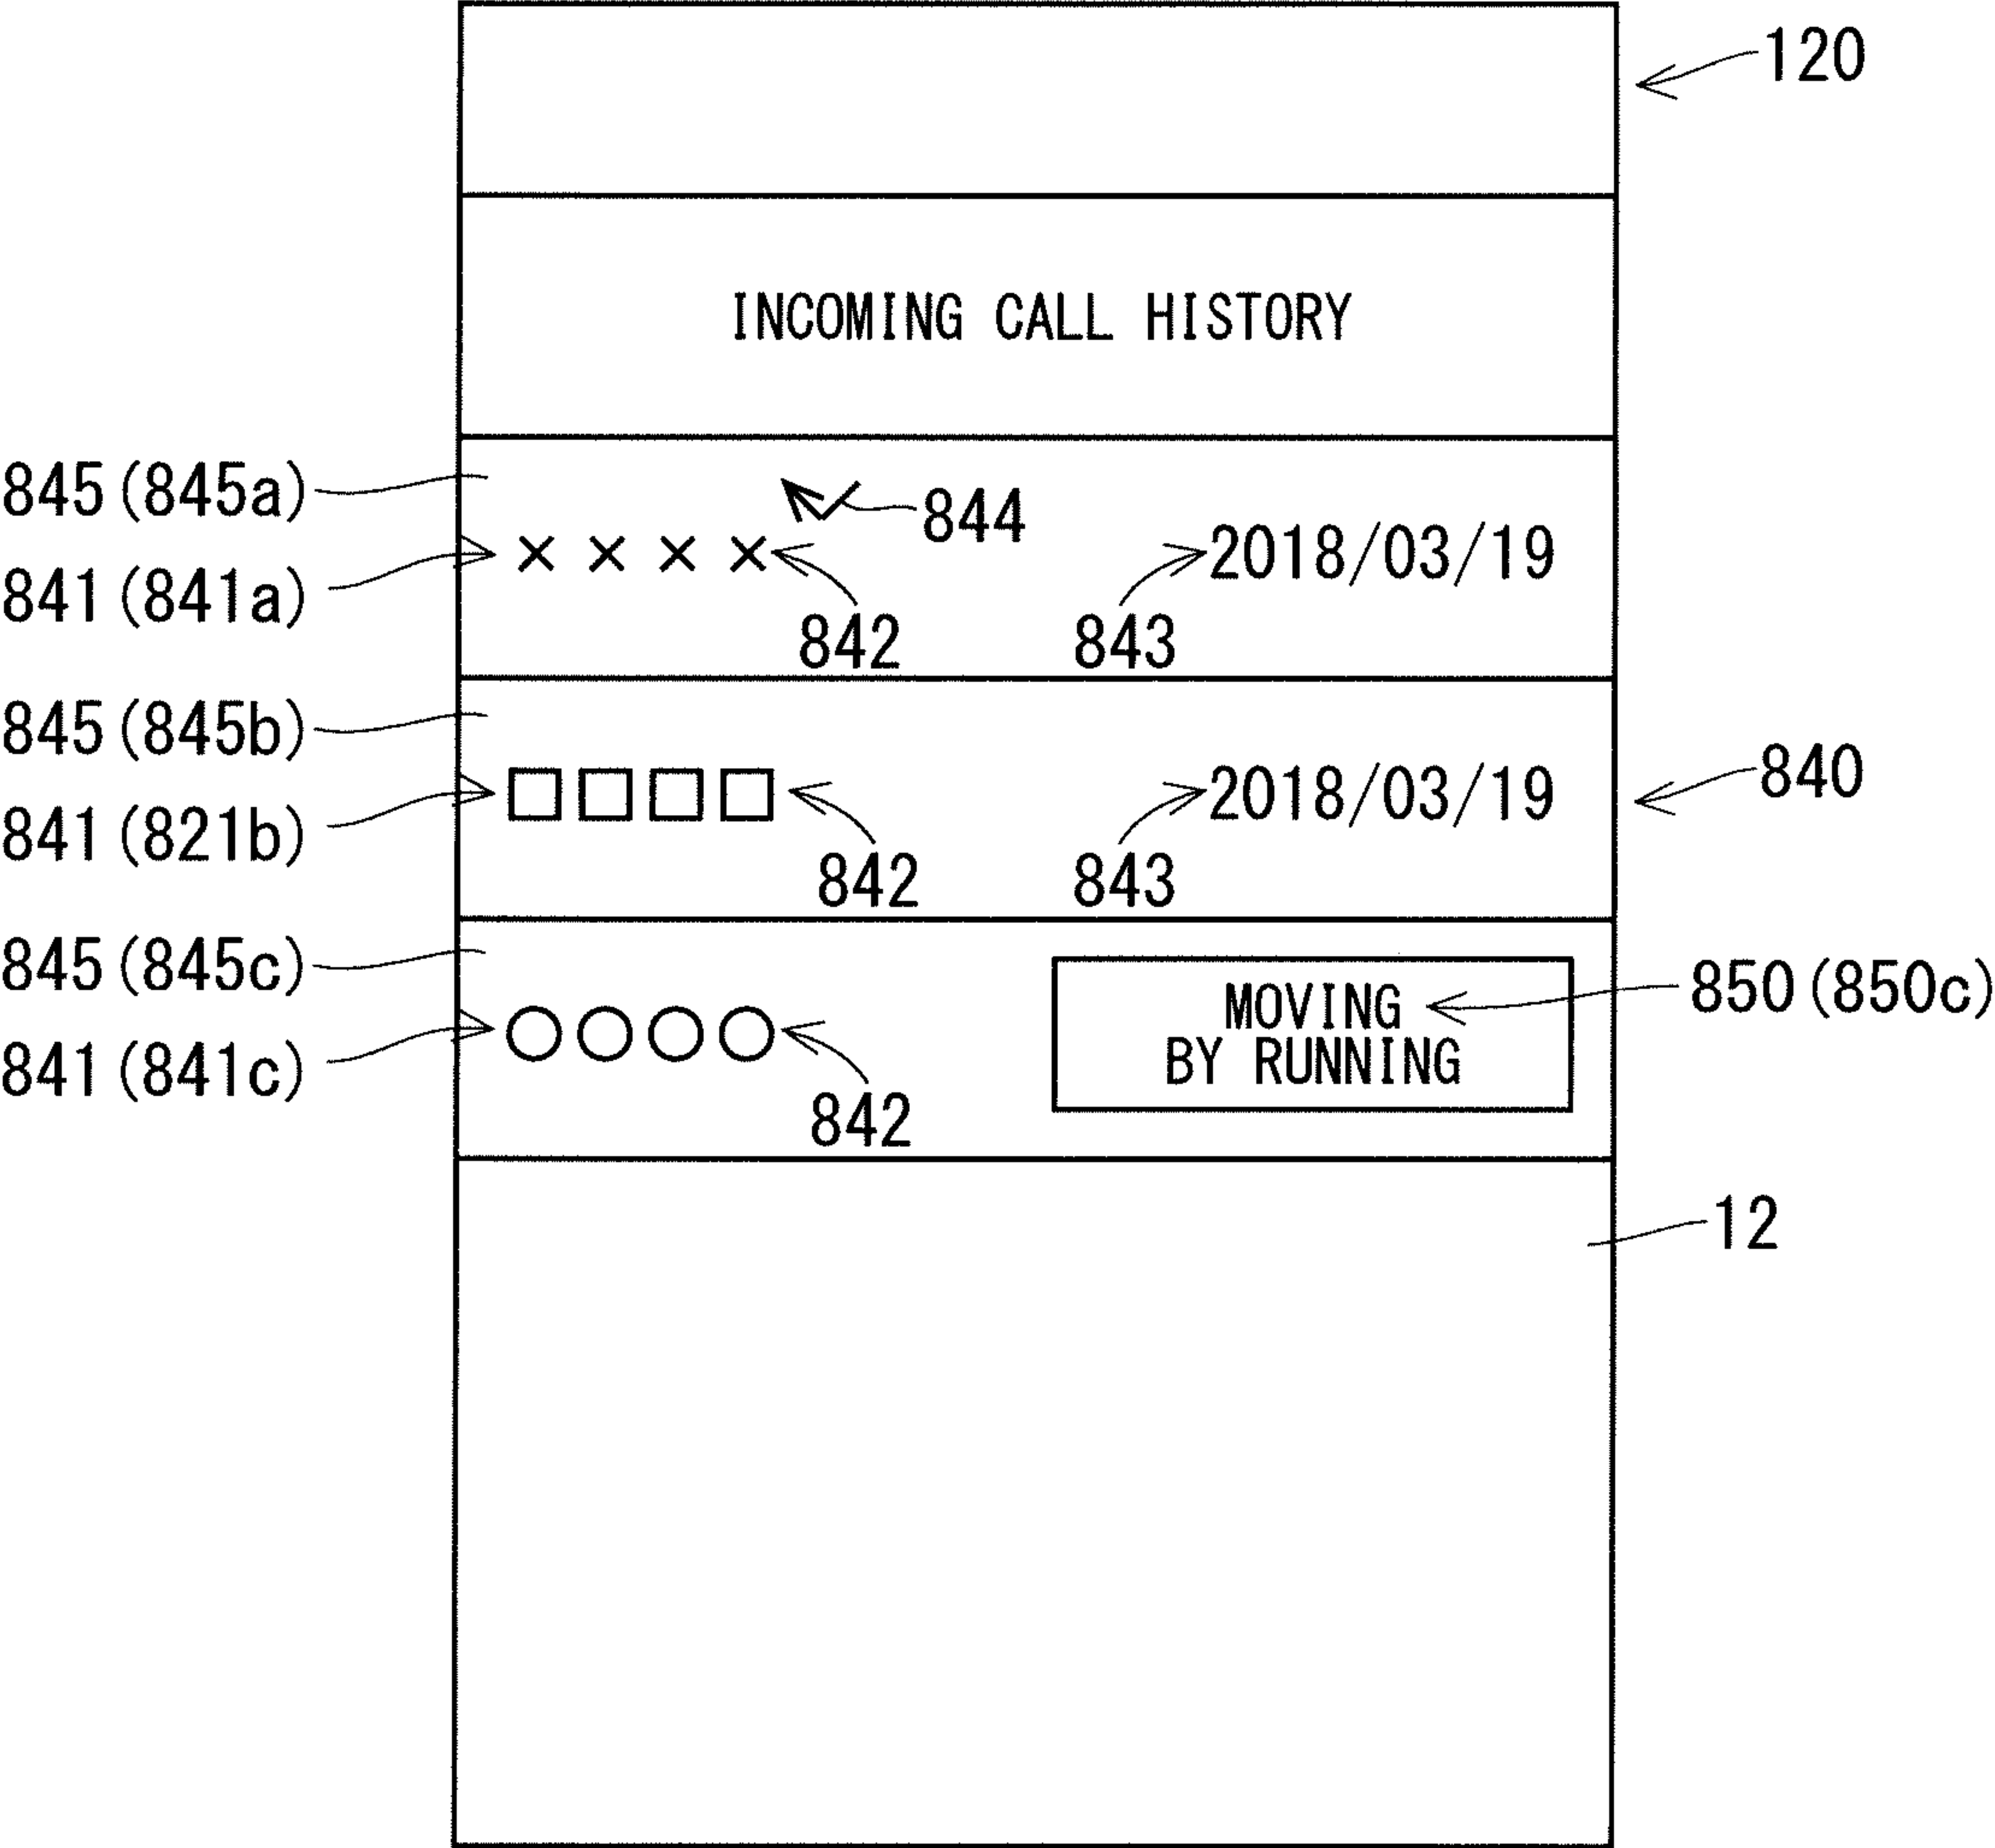 120
INCOMING CALL HISTORY
845(845a)
844
841(841a)
× × × ×
2018/03/19
842
843
845(845b)
841(821b)
□□□□
2018/03/19
840
842
843
845(845c)
841(841c)
○○○○
MOVING
BY RUNNING
850(850c)
842
12